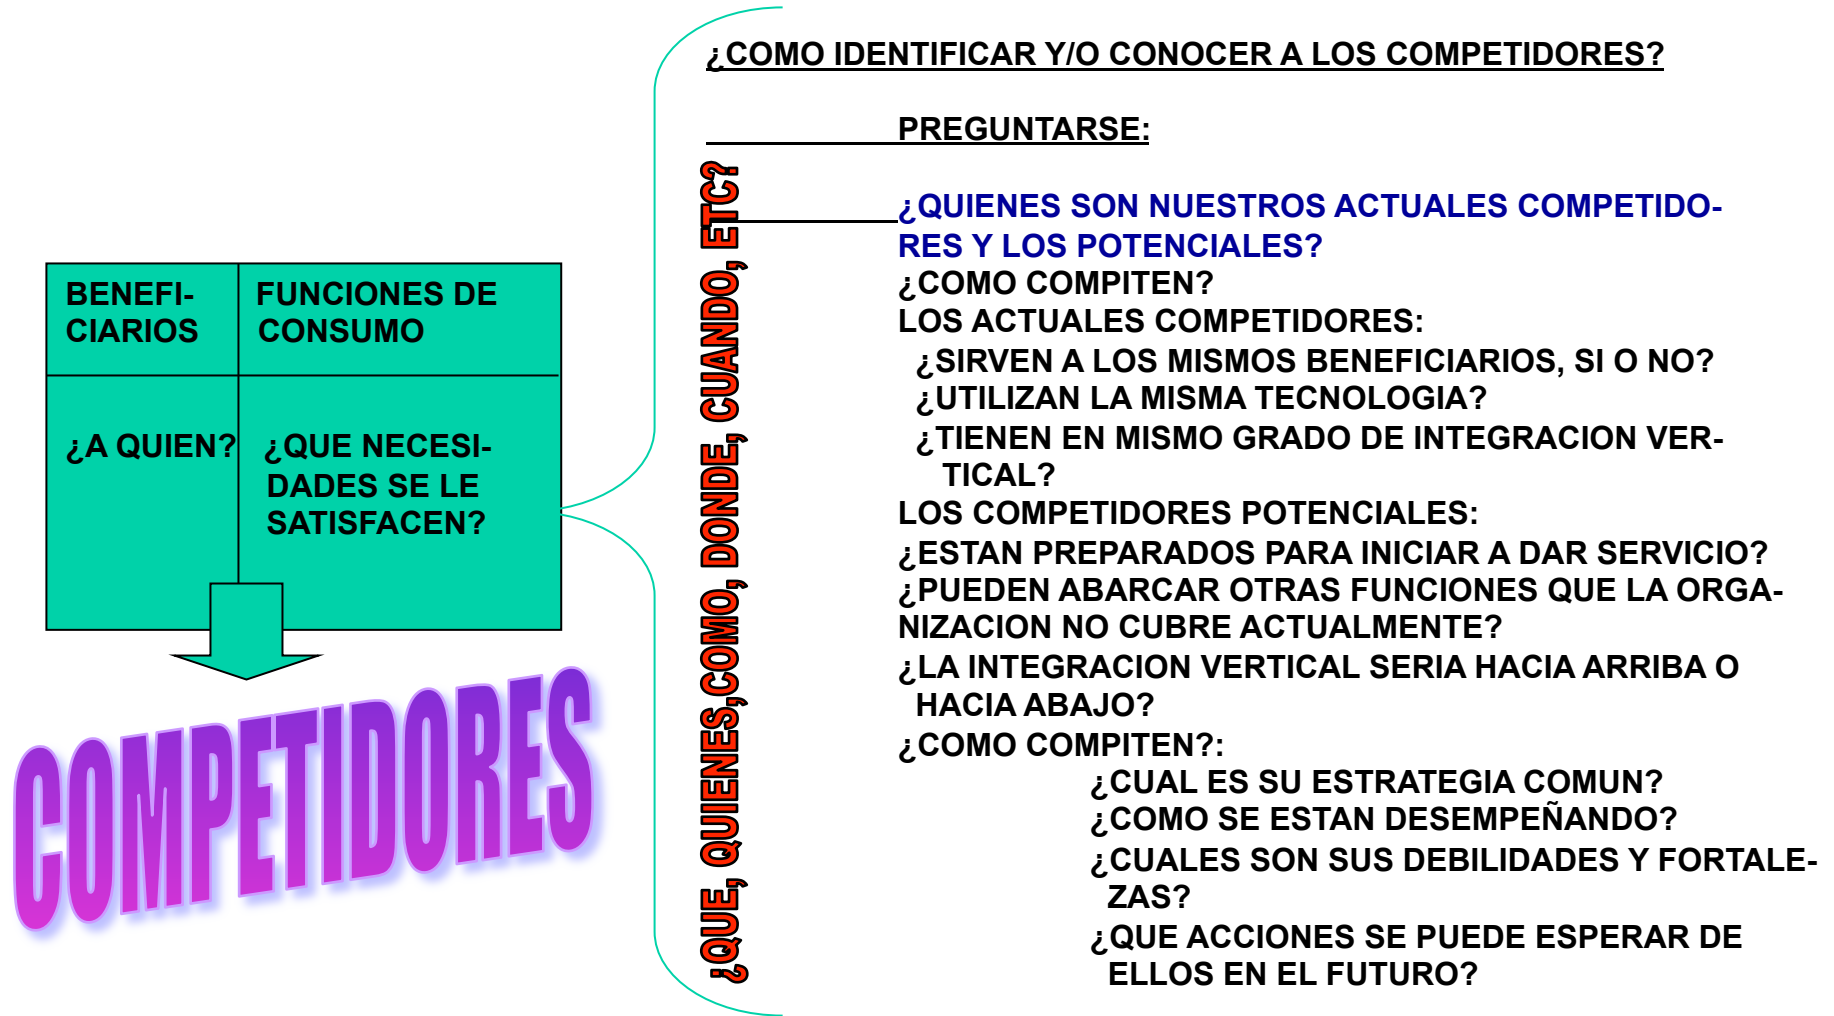 BENEFI-
CIARIOS
FUNCIONES DE
CONSUMO
¿A QUIEN?
¿QUE NECESI-
DADES SE LE
SATISFACEN?
COMPETIDORES
¿QUE, QUIENES,COMO, DONDE, CUANDO, ETC?
¿COMO IDENTIFICAR Y/O CONOCER A LOS COMPETIDORES?
PREGUNTARSE:
¿QUIENES SON NUESTROS ACTUALES COMPETIDO-
RES Y LOS POTENCIALES?
¿COMO COMPITEN?
LOS ACTUALES COMPETIDORES:
¿SIRVEN A LOS MISMOS BENEFICIARIOS, SI O NO?
¿UTILIZAN LA MISMA TECNOLOGIA?
¿TIENEN EN MISMO GRADO DE INTEGRACION VER-
TICAL?
LOS COMPETIDORES POTENCIALES:
¿ESTAN PREPARADOS PARA INICIAR A DAR SERVICIO?
¿PUEDEN ABARCAR OTRAS FUNCIONES QUE LA ORGA-
NIZACION NO CUBRE ACTUALMENTE?
¿LA INTEGRACION VERTICAL SERIA HACIA ARRIBA O
HACIA ABAJO?
¿COMO COMPITEN?:
¿CUAL ES SU ESTRATEGIA COMUN?
¿COMO SE ESTAN DESEMPEÑANDO?
¿CUALES SON SUS DEBILIDADES Y FORTALE-
ZAS?
¿QUE ACCIONES SE PUEDE ESPERAR DE
ELLOS EN EL FUTURO?